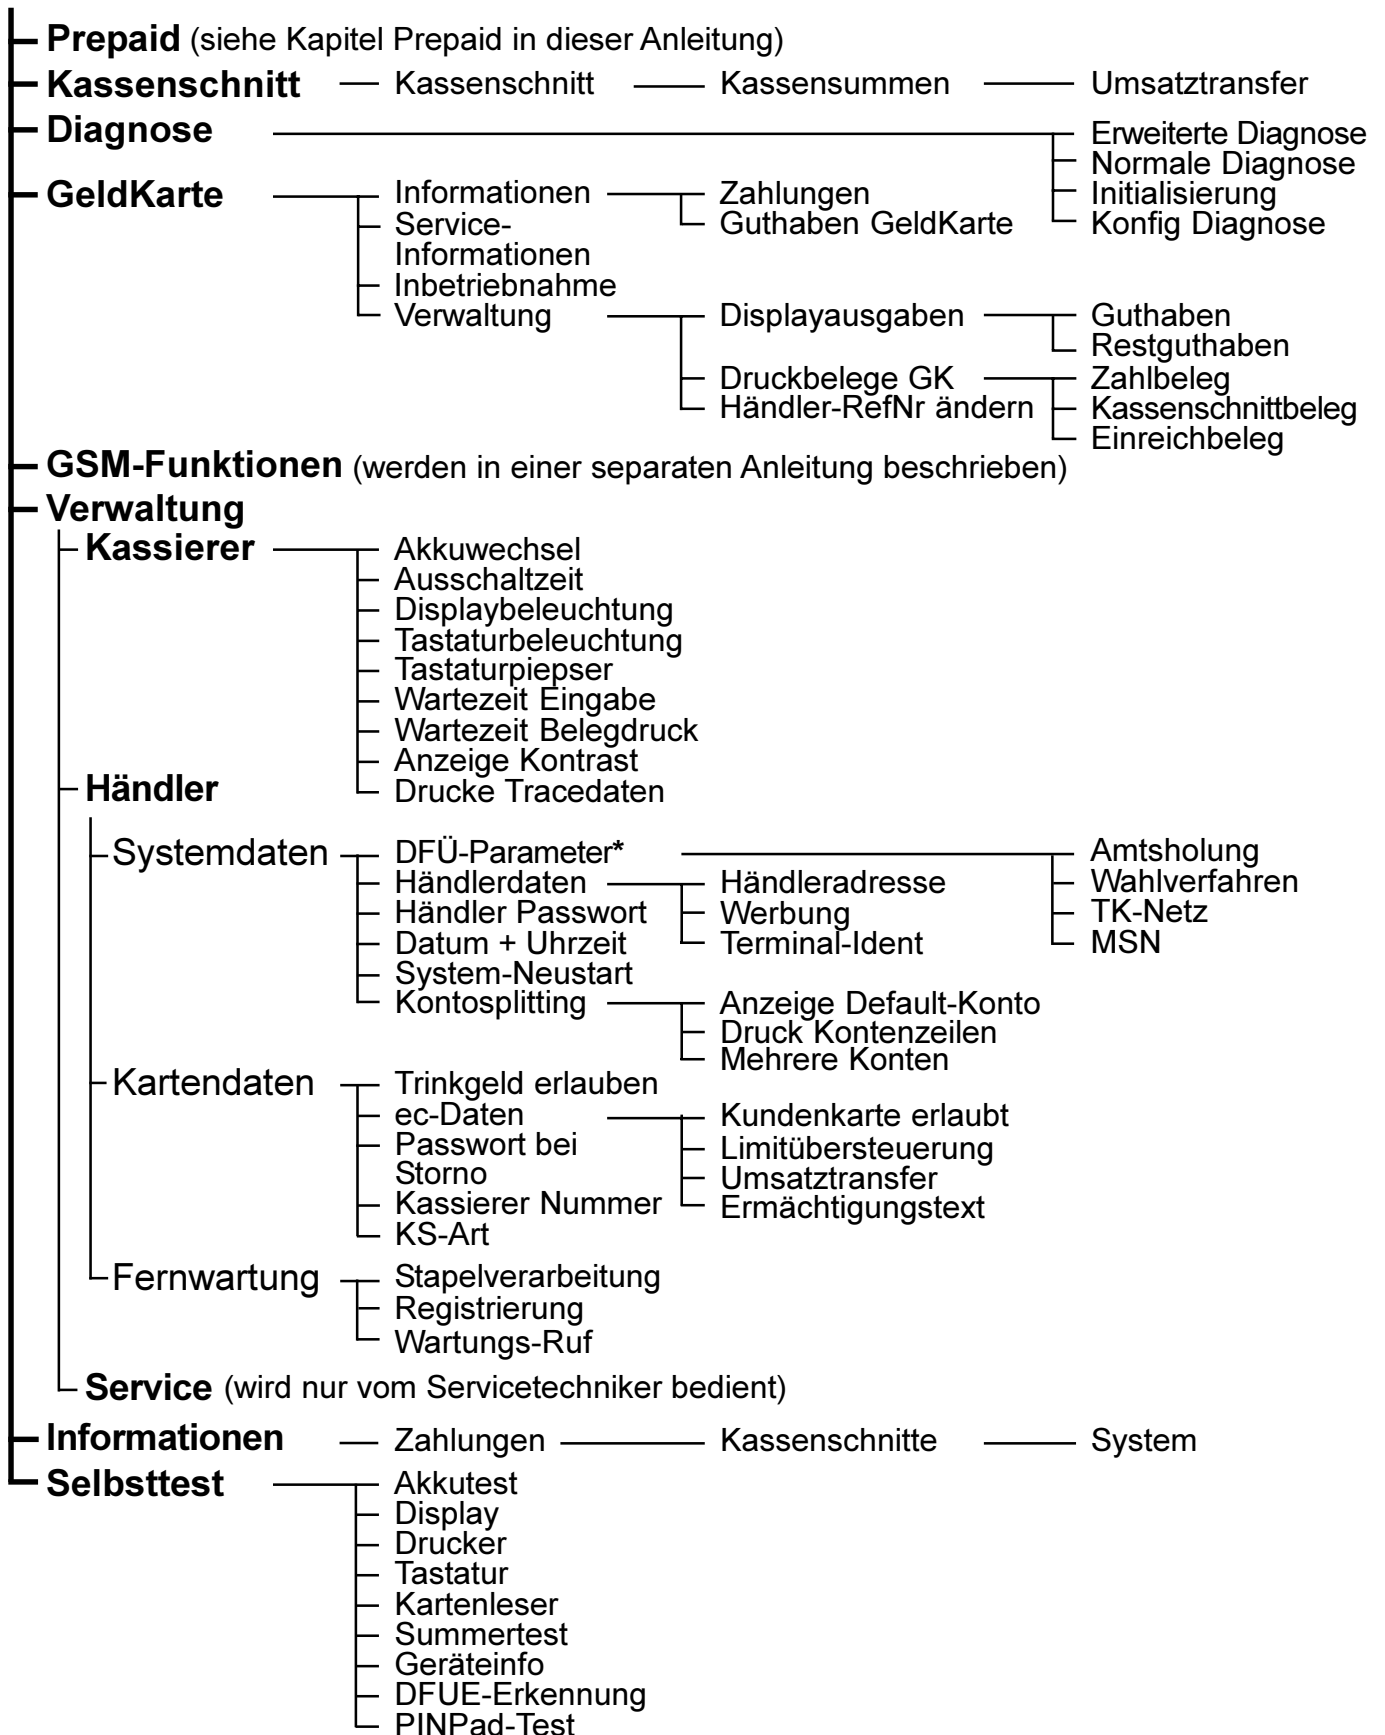 Prepaid (siehe Kapitel Prepaid in dieser Anleitung)
Kassenschnitt Kassenschnitt Kassensummen Umsatztransfer
Diagnose Erweiterte Diagnose
Normale Diagnose
GeldKarte Informationen Zahlungen Initialisierung
Service- Guthaben GeldKarte Konfig Diagnose
Informationen
Inbetriebnahme
Verwaltung Displayausgaben Guthaben
Restguthaben
Druckbelege GK Zahlbeleg
Händler-RefNr ändern Kassenschnittbeleg
Einreichbeleg
GSM-Funktionen (werden in einer separaten Anleitung beschrieben)
Verwaltung
Kassierer Akkuwechsel
Ausschaltzeit
Displaybeleuchtung
Tastaturbeleuchtung
Tastaturpiepser
Wartezeit Eingabe
Wartezeit Belegdruck
Anzeige Kontrast
Händler Drucke Tracedaten
Systemdaten DFÜ-Parameter* Amtsholung
Händlerdaten Händleradresse Wahlverfahren
Händler Passwort Werbung TK-Netz
Datum + Uhrzeit Terminal-Ident MSN
System-Neustart
Kontosplitting Anzeige Default-Konto
Druck Kontenzeilen
Mehrere Konten
Kartendaten Trinkgeld erlauben
ec-Daten Kundenkarte erlaubt
Passwort bei Limitübersteuerung
Storno Umsatztransfer
Kassierer Nummer Ermächtigungstext
KS-Art
Fernwartung Stapelverarbeitung
Registrierung
Wartungs-Ruf
Service (wird nur vom Servicetechniker bedient)
Informationen Zahlungen Kassenschnitte System
Selbsttest Akkutest
Display
Drucker
Tastatur
Kartenleser
Summertest
Geräteinfo
DFUE-Erkennung
PINPad-Test